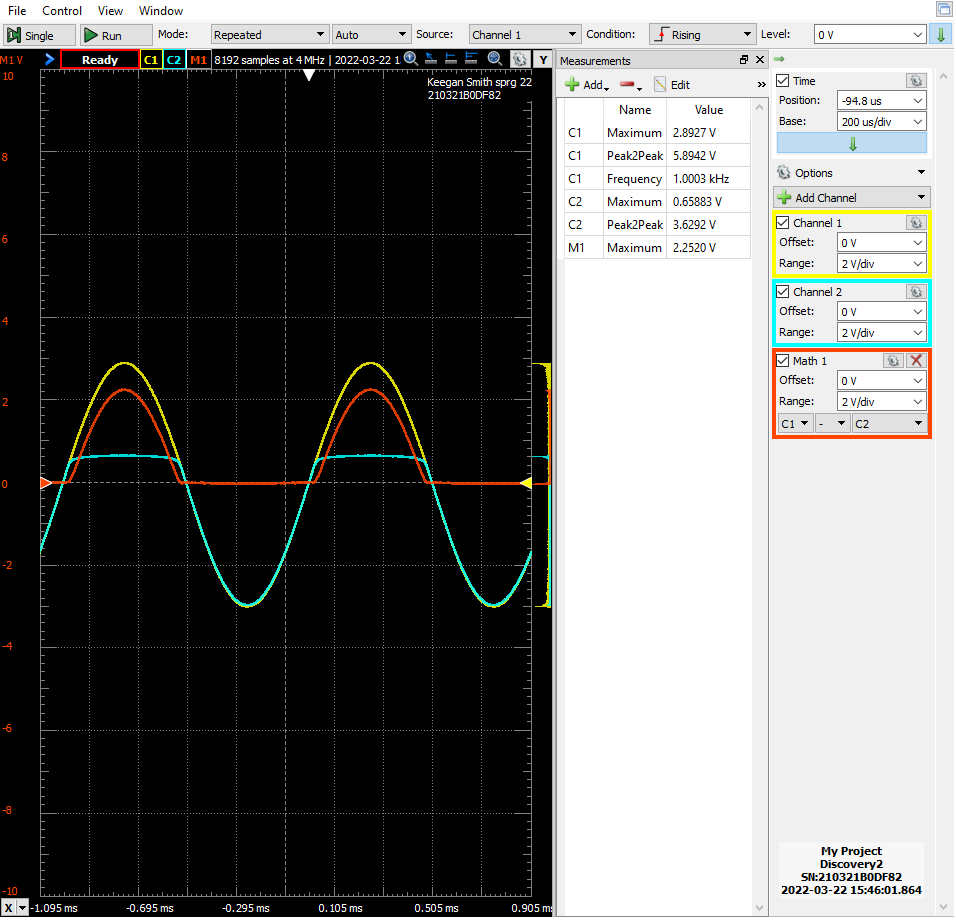 File Control View Window
Single Run Mode: Repeated Auto Source: Channel 1 Condition: Rising Level: 0 V
M1 V Ready C1 C2 M1 8192 samples at 4 MHz | 2022-03-22 1 Y
Keegan Smith sprg 22
210321B0DF82
10
8
6
4
2
0
-2
-4
-6
-8
-10
X -1.095 ms -0.695 ms -0.295 ms 0.105 ms 0.505 ms 0.905 ms
Measurements
Add Edit »
Name Value
C1 Maximum 2.8927 V
C1 Peak2Peak 5.8942 V
C1 Frequency 1.0003 kHz
C2 Maximum 0.65883 V
C2 Peak2Peak 3.6292 V
M1 Maximum 2.2520 V
Time
Position: -94.8 us
Base: 200 us/div
Options
Add Channel
Channel 1
Offset: 0 V
Range: 2 V/div
Channel 2
Offset: 0 V
Range: 2 V/div
Math 1
Offset: 0 V
Range: 2 V/div
C1 - C2
My Project
Discovery2
SN:210321B0DF82
2022-03-22 15:46:01.864